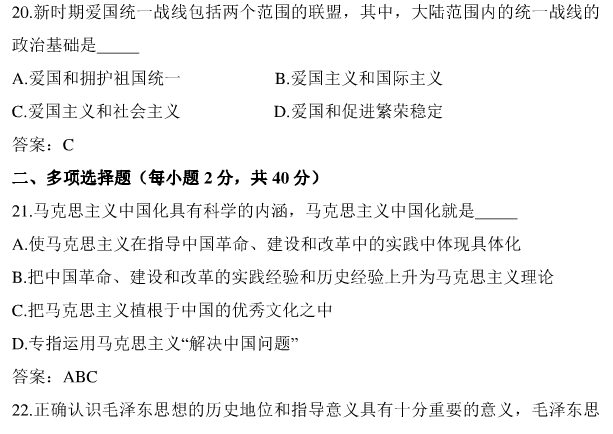 20.新时期爱国统一战线包括两个范围的联盟，其中，大陆范围内的统一战线的
政治基础是_____
A.爱国和拥护祖国统一 B.爱国主义和国际主义
C.爱国主义和社会主义 D.爱国和促进繁荣稳定
答案：C
二、多项选择题（每小题 2 分，共 40 分）
21.马克思主义中国化具有科学的内涵，马克思主义中国化就是_____
A.使马克思主义在指导中国革命、建设和改革中的实践中体现具体化
B.把中国革命、建设和改革的实践经验和历史经验上升为马克思主义理论
C.把马克思主义植根于中国的优秀文化之中
D.专指运用马克思主义“解决中国问题”
答案：ABC
22.正确认识毛泽东思想的历史地位和指导意义具有十分重要的意义，毛泽东思